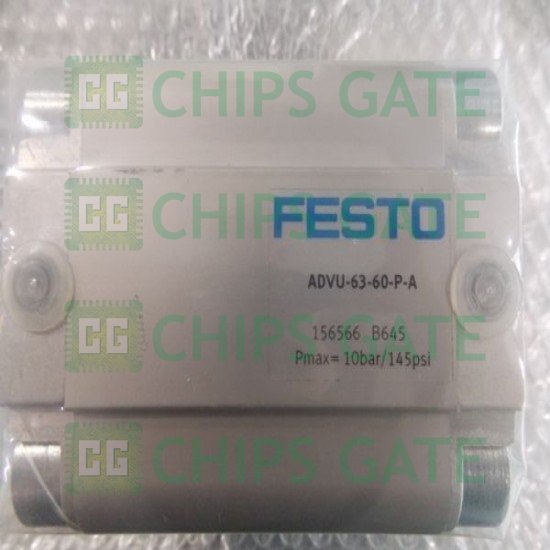 CG CHIPS GATE
CG CHIPS GATE
FESTO
ADVU-63-60-P-A
CG CHIPS GATE
156566 B645
Pmax= 10bar/145psi
CG CHIPS GATE